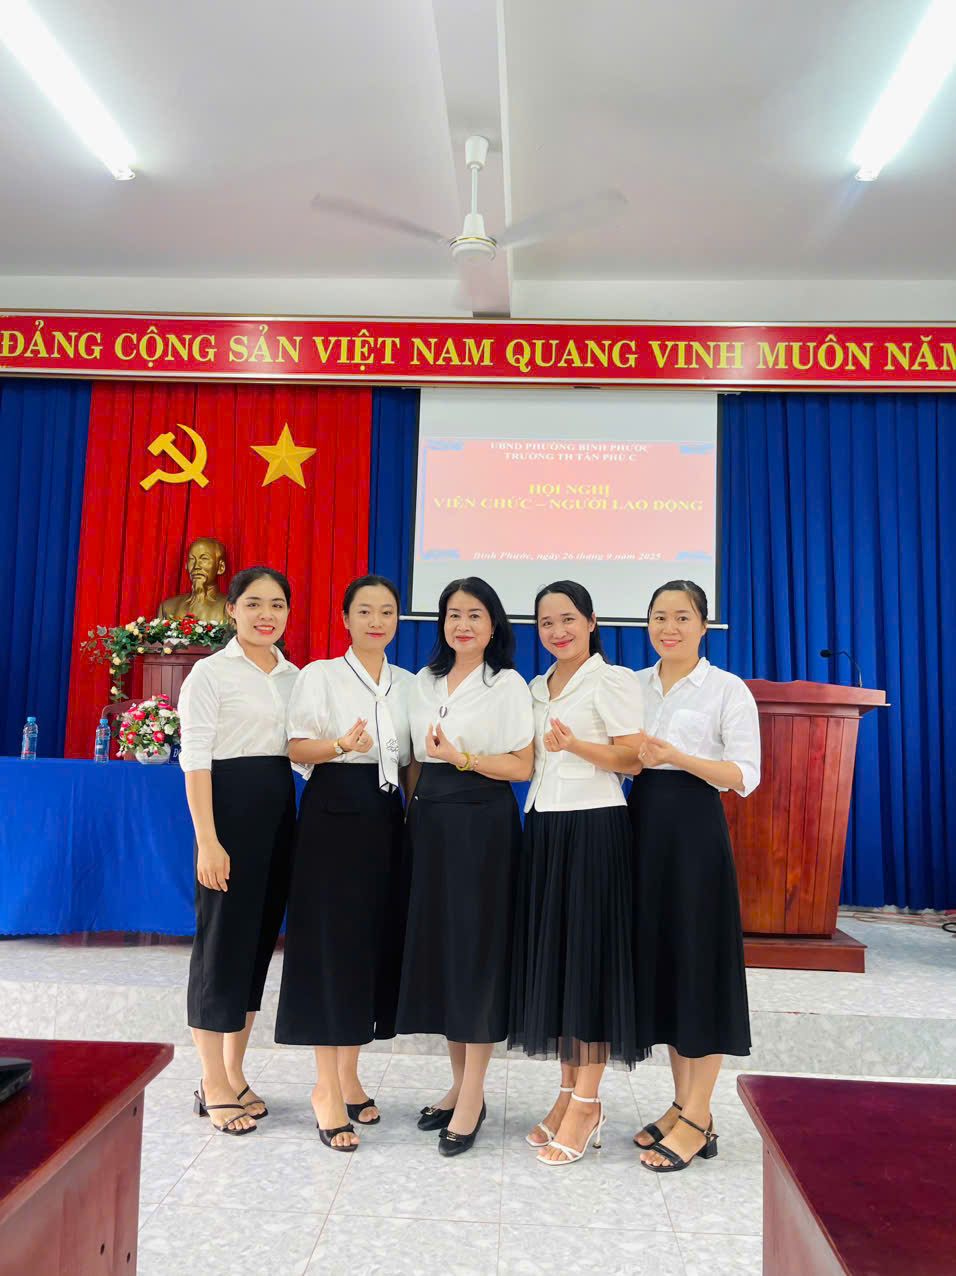 ĐẢNG CỘNG SẢN VIỆT NAM QUANG VINH MUÔN NĂM
UBND PHƯỜNG BÌNH PHƯỚC
TRƯỜNG TH TÂN PHÚ C
HỘI NGHỊ
VIÊN CHỨC – NGƯỜI LAO ĐỘNG
Bình Phước, ngày 26 tháng 9 năm 2025